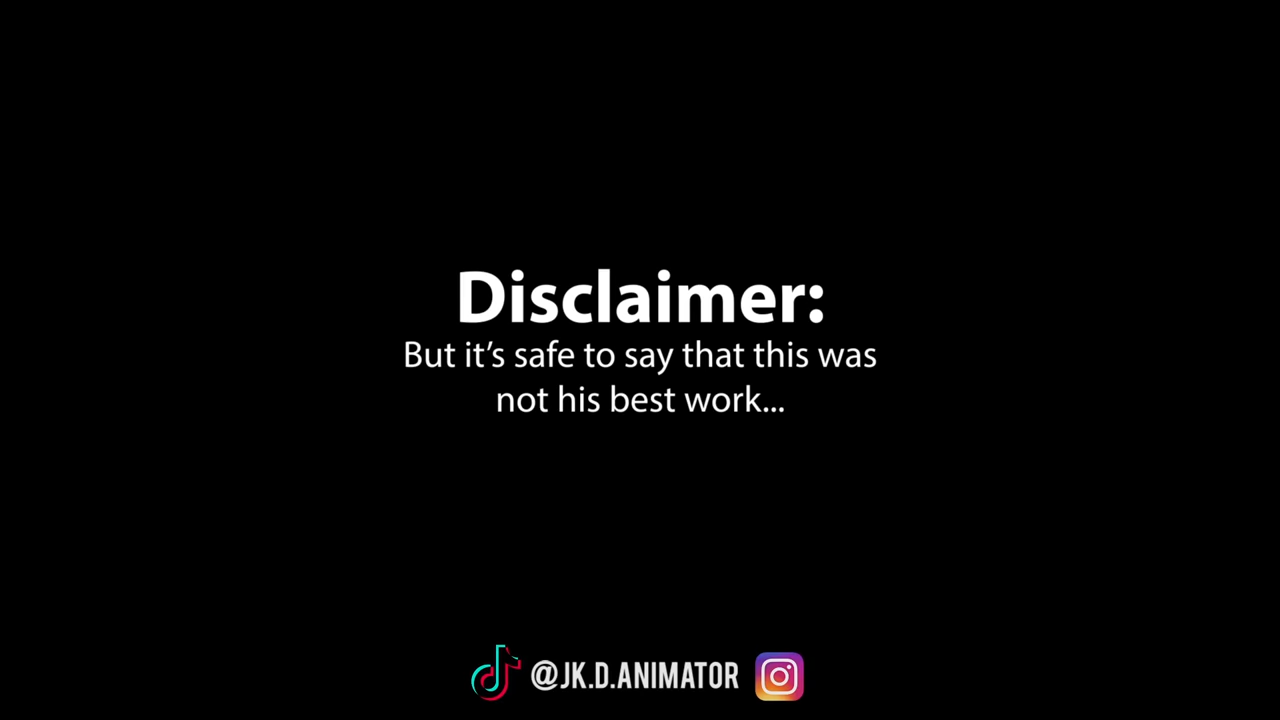 Disclaimer:
But it’s safe to say that this was
not his best work...
@JK.D.ANIMATOR